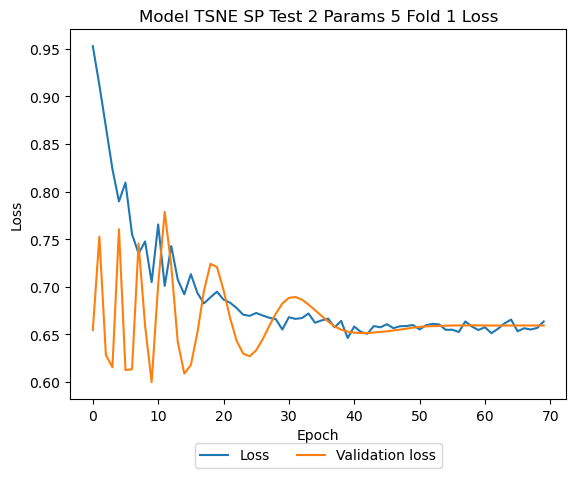 Model TSNE SP Test 2 Params 5 Fold 1 Loss
0.95
0.90
0.85
0.80
0.75
0.70
0.65
0.60
Loss
0 10 20 30 40 50 60 70
Epoch
Loss Validation loss